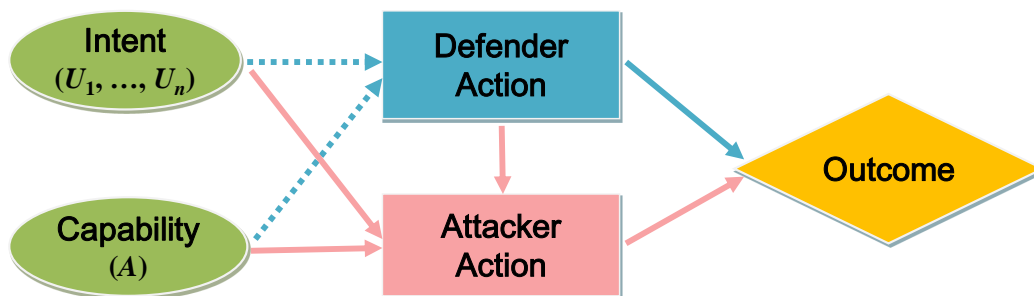 Intent
(U₁, ..., Uₙ)
Defender
Action
Outcome
Capability
(A)
Attacker
Action